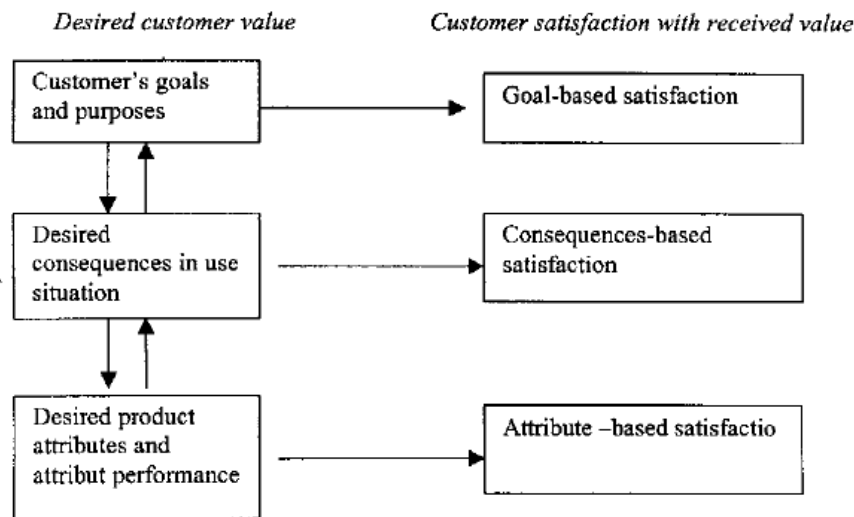 Desired customer value
Customer satisfaction with received value
Customer's goals
and purposes
Goal-based satisfaction
Desired
consequences in use
situation
Consequences-based
satisfaction
Desired product
attributes and
attribut performance
Attribute –based satisfactio